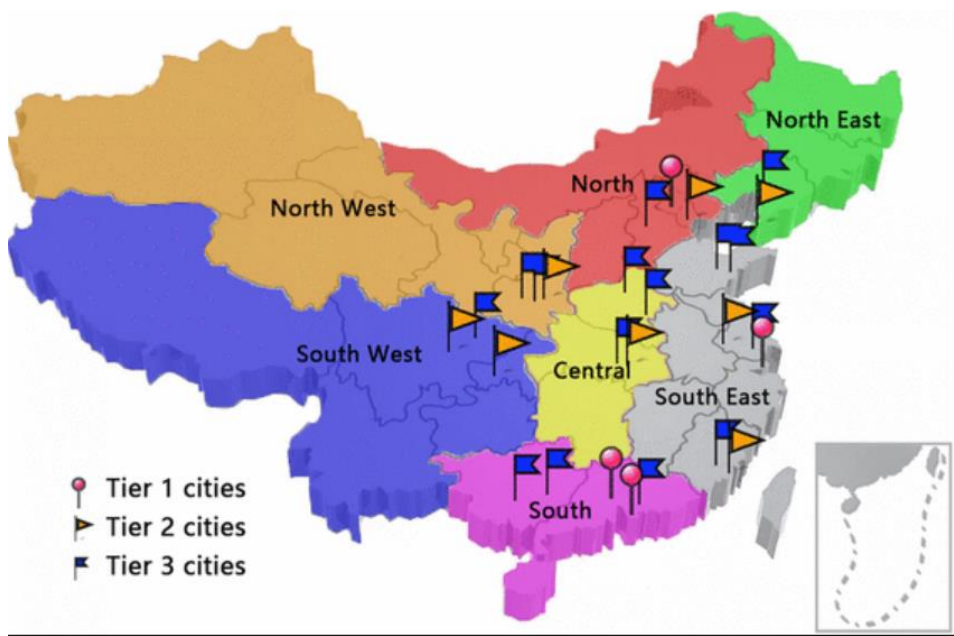 North East
North
North West
South West
Central
South East
South
Tier 1 cities
Tier 2 cities
Tier 3 cities